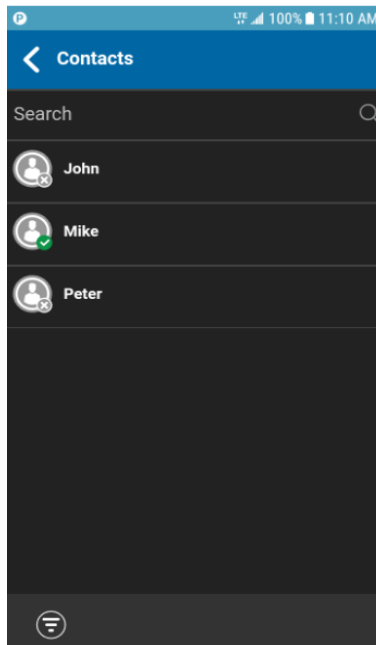 P LTE 100% 11:10 AM
Contacts
Search
John
Mike
Peter